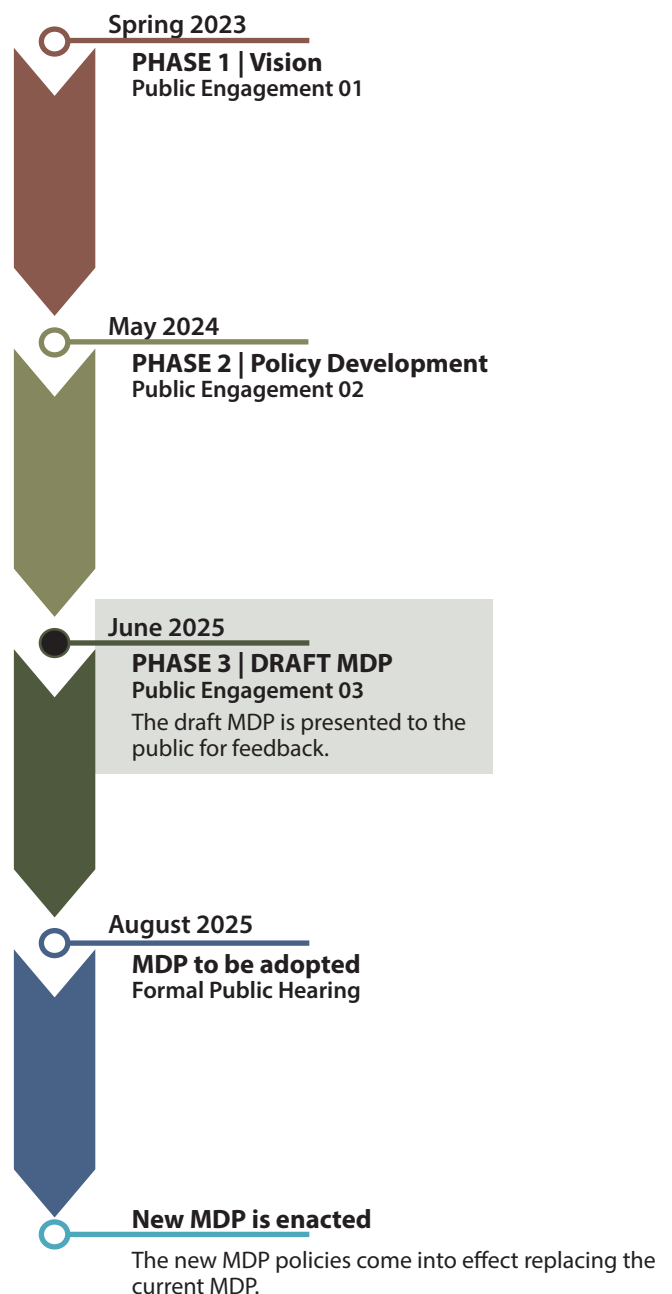 Spring 2023
PHASE 1 | Vision
Public Engagement 01
May 2024
PHASE 2 | Policy Development
Public Engagement 02
June 2025
PHASE 3 | DRAFT MDP
Public Engagement 03
The draft MDP is presented to the
public for feedback.
August 2025
MDP to be adopted
Formal Public Hearing
New MDP is enacted
The new MDP policies come into effect replacing the
current MDP.